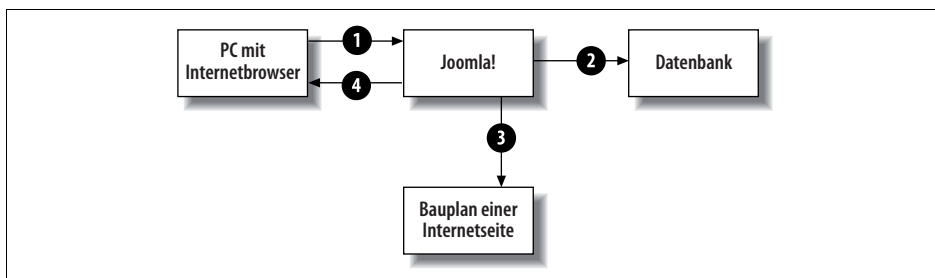 PC mit
Internetbrowser
1
4
Joomla!
2
Datenbank
3
Bauplan einer
Internetseite